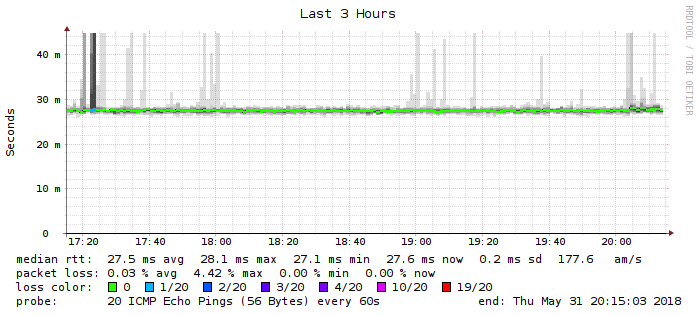 Last 3 Hours
RRDTOOL / TOBI OETIKER
Seconds
40 m
30 m
20 m
10 m
0
17:20 17:40 18:00 18:20 18:40 19:00 19:20 19:40 20:00
median rtt: 27.5 ms avg 28.1 ms max 27.1 ms min 27.6 ms now 0.2 ms sd 177.6 am/s
packet loss: 0.03 % avg 4.42 % max 0.00 % min 0.00 % now
loss color: 0 1/20 2/20 3/20 4/20 10/20 19/20
probe: 20 ICMP Echo Pings (56 Bytes) every 60s end: Thu May 31 20:15:03 2018